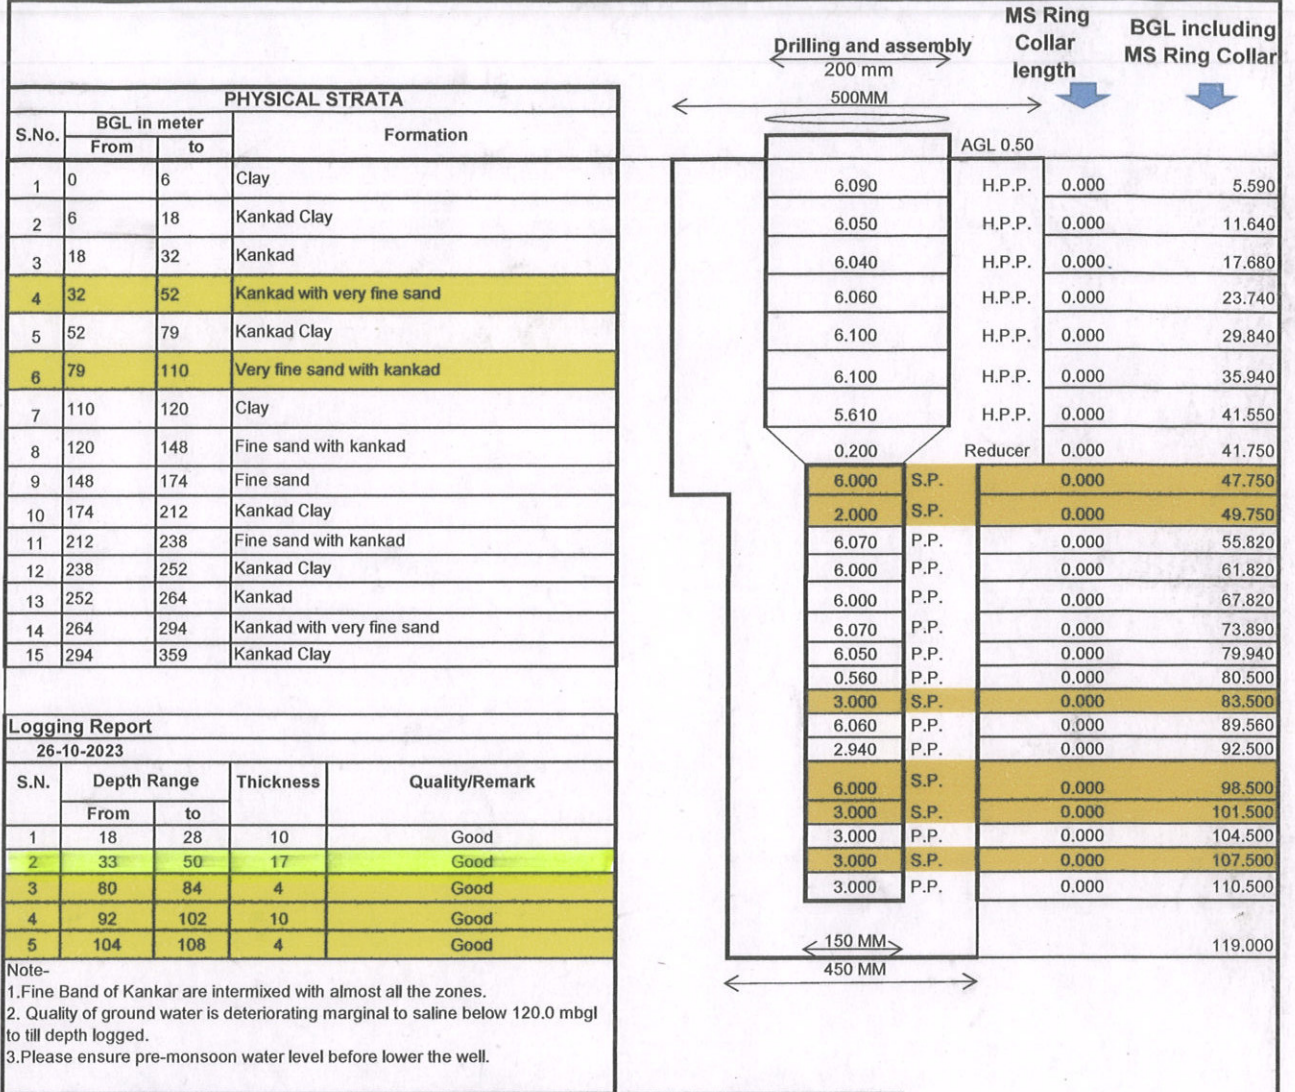 PHYSICAL STRATA
S.No. BGL in meter Formation
From to
1 0 6 Clay
2 6 18 Kankad Clay
3 18 32 Kankad
4 32 52 Kankad with very fine sand
5 52 79 Kankad Clay
6 79 110 Very fine sand with kankad
7 110 120 Clay
8 120 148 Fine sand with kankad
9 148 174 Fine sand
10 174 212 Kankad Clay
11 212 238 Fine sand with kankad
12 238 252 Kankad Clay
13 252 264 Kankad
14 264 294 Kankad with very fine sand
15 294 359 Kankad Clay
Logging Report
26-10-2023
S.N. Depth Range Thickness Quality/Remark
From to
1 18 28 10 Good
2 33 50 17 Good
3 80 84 4 Good
4 92 102 10 Good
5 104 108 4 Good
Note-
1.Fine Band of Kankar are intermixed with almost all the zones.
2. Quality of ground water is deteriorating marginal to saline below 120.0 mbgl
to till depth logged.
3.Please ensure pre-monsoon water level before lower the well.
Drilling and assembly
200 mm
500MM
MS Ring
Collar
length
BGL including
MS Ring Collar
AGL 0.50
6.090 H.P.P. 0.000 5.590
6.050 H.P.P. 0.000 11.640
6.040 H.P.P. 0.000 17.680
6.060 H.P.P. 0.000 23.740
6.100 H.P.P. 0.000 29.840
6.100 H.P.P. 0.000 35.940
5.610 H.P.P. 0.000 41.550
0.200 Reducer 0.000 41.750
6.000 S.P. 0.000 47.750
2.000 S.P. 0.000 49.750
6.070 P.P. 0.000 55.820
6.000 P.P. 0.000 61.820
6.000 P.P. 0.000 67.820
6.070 P.P. 0.000 73.890
6.050 P.P. 0.000 79.940
0.560 P.P. 0.000 80.500
3.000 S.P. 0.000 83.500
6.060 P.P. 0.000 89.560
2.940 P.P. 0.000 92.500
6.000 S.P. 0.000 98.500
3.000 S.P. 0.000 101.500
3.000 P.P. 0.000 104.500
3.000 S.P. 0.000 107.500
3.000 P.P. 0.000 110.500
150 MM 119.000
450 MM